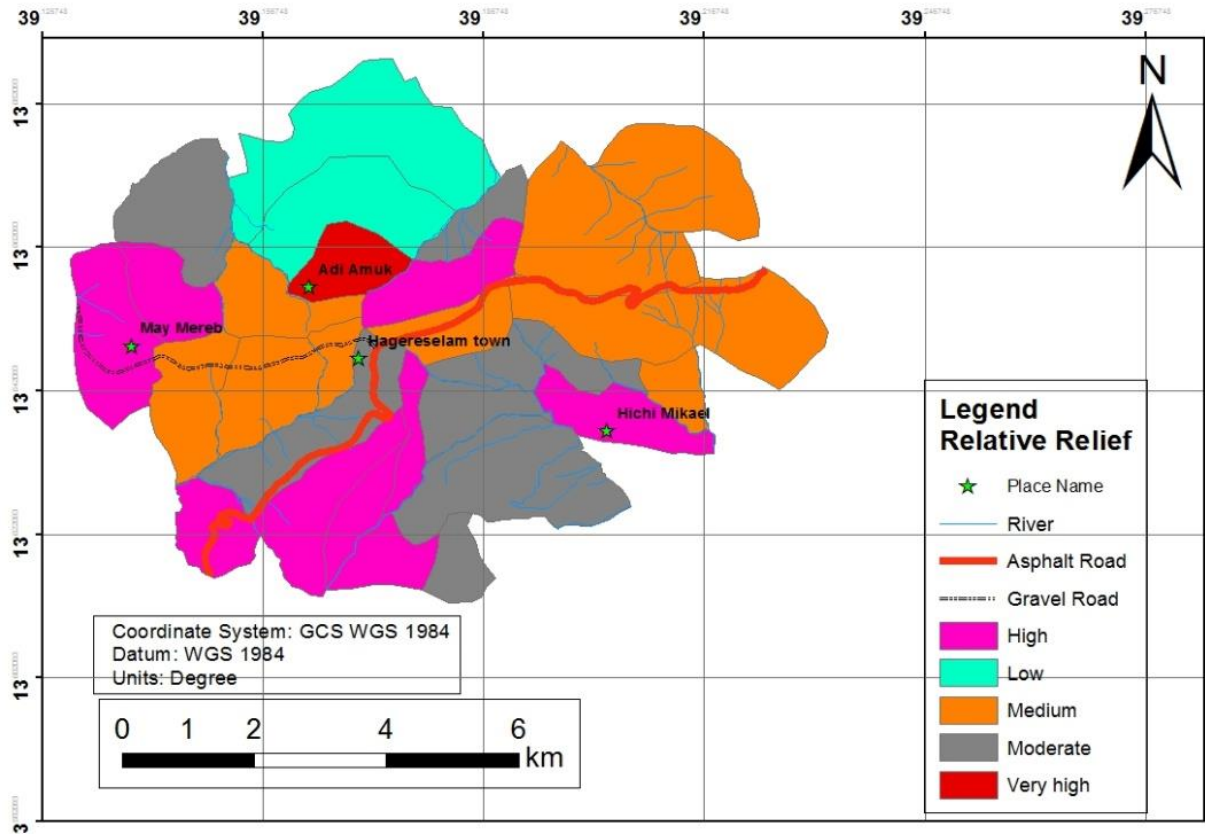 39 39 39 39 39 39
13
13
13
13
13
Adi Amuk
May Mereb
Hagereselam town
Hichi Mikael
N
Legend
Relative Relief
Place Name
River
Asphalt Road
Gravel Road
High
Low
Medium
Moderate
Very high
Coordinate System: GCS WGS 1984
Datum: WGS 1984
Units: Degree
0 1 2 4 6
km